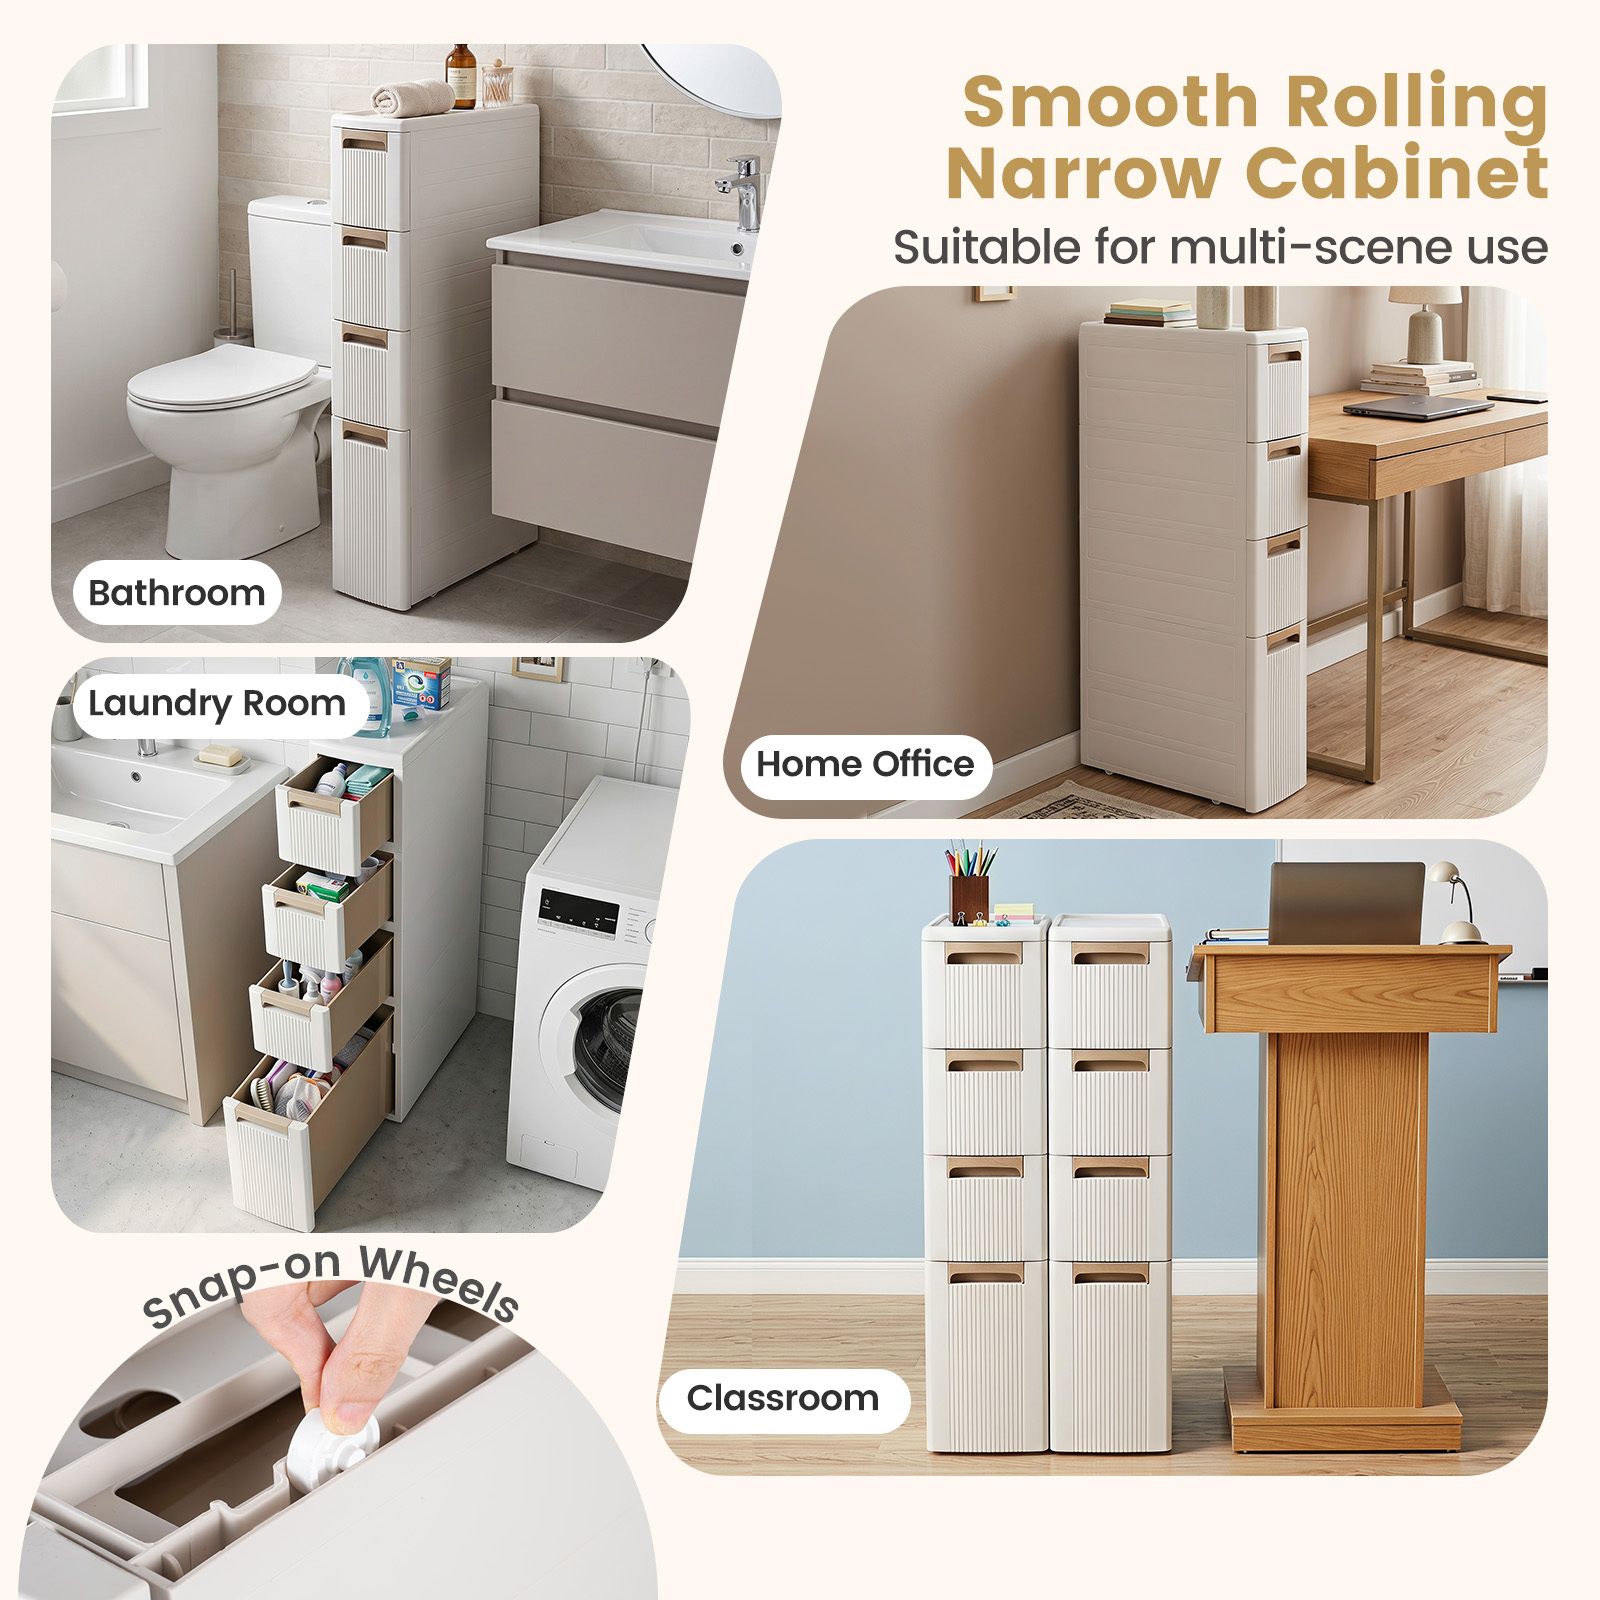 Smooth Rolling
Narrow Cabinet
Suitable for multi-scene use
Bathroom
Laundry Room
Home Office
Classroom
Snap-on Wheels